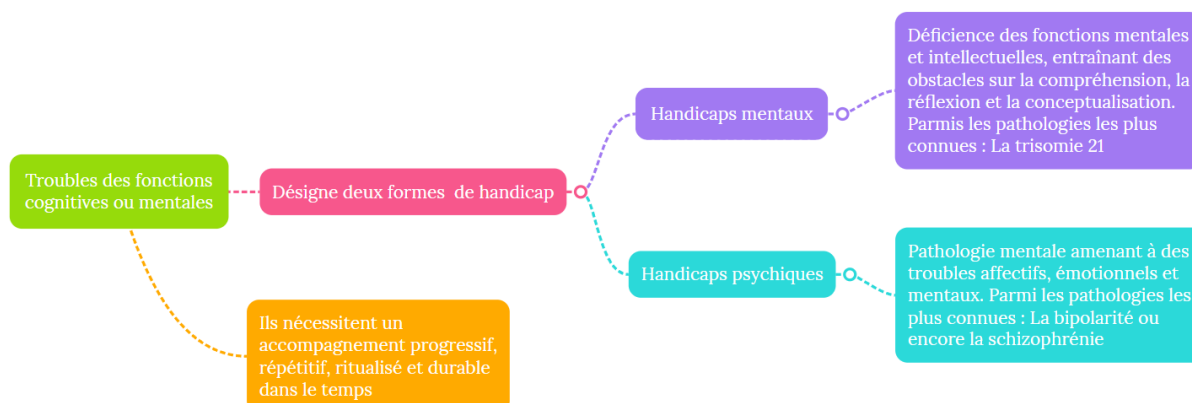 Troubles des fonctions
cognitives ou mentales
Désigne deux formes de handicap
Handicaps mentaux
Déficience des fonctions mentales
et intellectuelles, entraînant des
obstacles sur la compréhension, la
réflexion et la conceptualisation.
Parmis les pathologies les plus
connues : La trisomie 21
Handicaps psychiques
Pathologie mentale amenant à des
troubles affectifs, émotionnels et
mentaux. Parmi les pathologies les
plus connues : La bipolarité ou
encore la schizophrénie
Ils nécessitent un
accompagnement progressif,
répétitif, ritualisé et durable
dans le temps